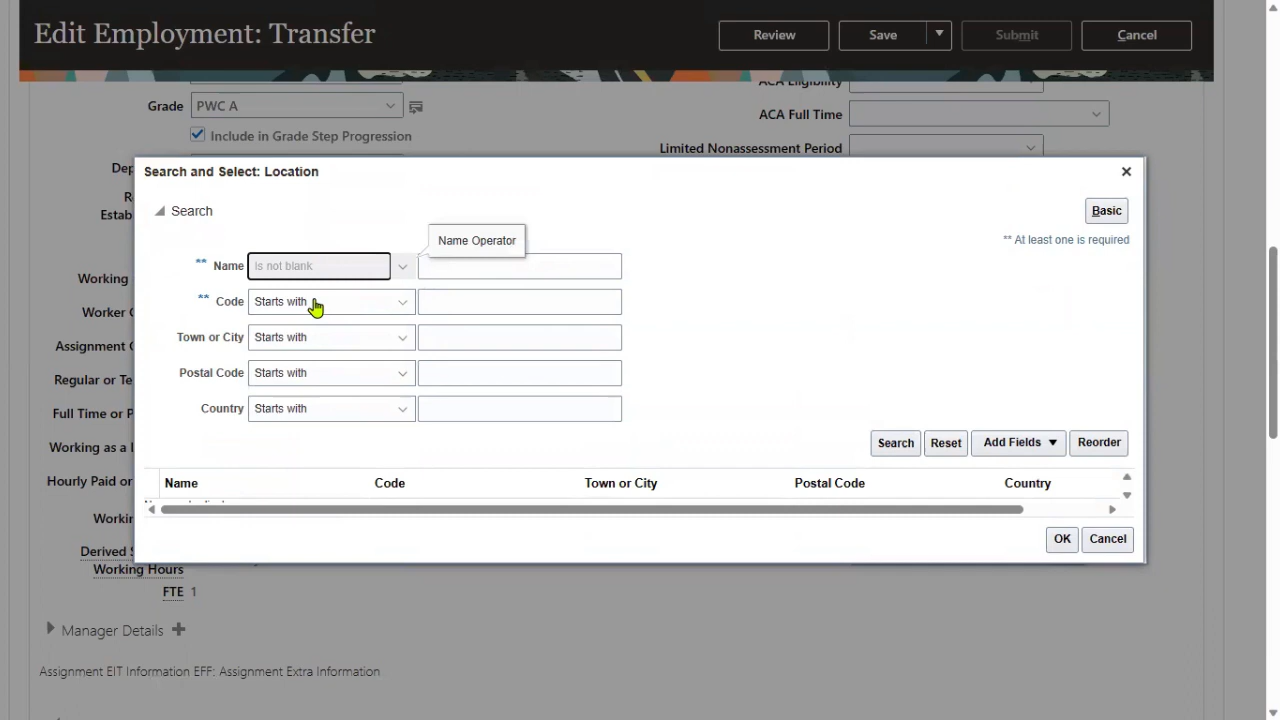 Edit Employment: Transfer
Review
Save
Submit
Cancel
ACA Eligibility
Grade
PWC A
ACA Full Time
Include in Grade Step Progression
Limited Nonassessment Period
Search and Select: Location
Search
Basic
Name Operator
** At least one is required
** Name
Is not blank
** Code
Starts with
Town or City
Starts with
Postal Code
Starts with
Country
Starts with
Search
Reset
Add Fields
Reorder
Name
Code
Town or City
Postal Code
Country
OK
Cancel
Dep
R
Estab
Working
Worker C
Assignment C
Regular or Te
Full Time or P
Working as a
Hourly Paid or
Workin
Derived S
Working Hours
FTE 1
Manager Details
Assignment EIT Information EFF: Assignment Extra Information